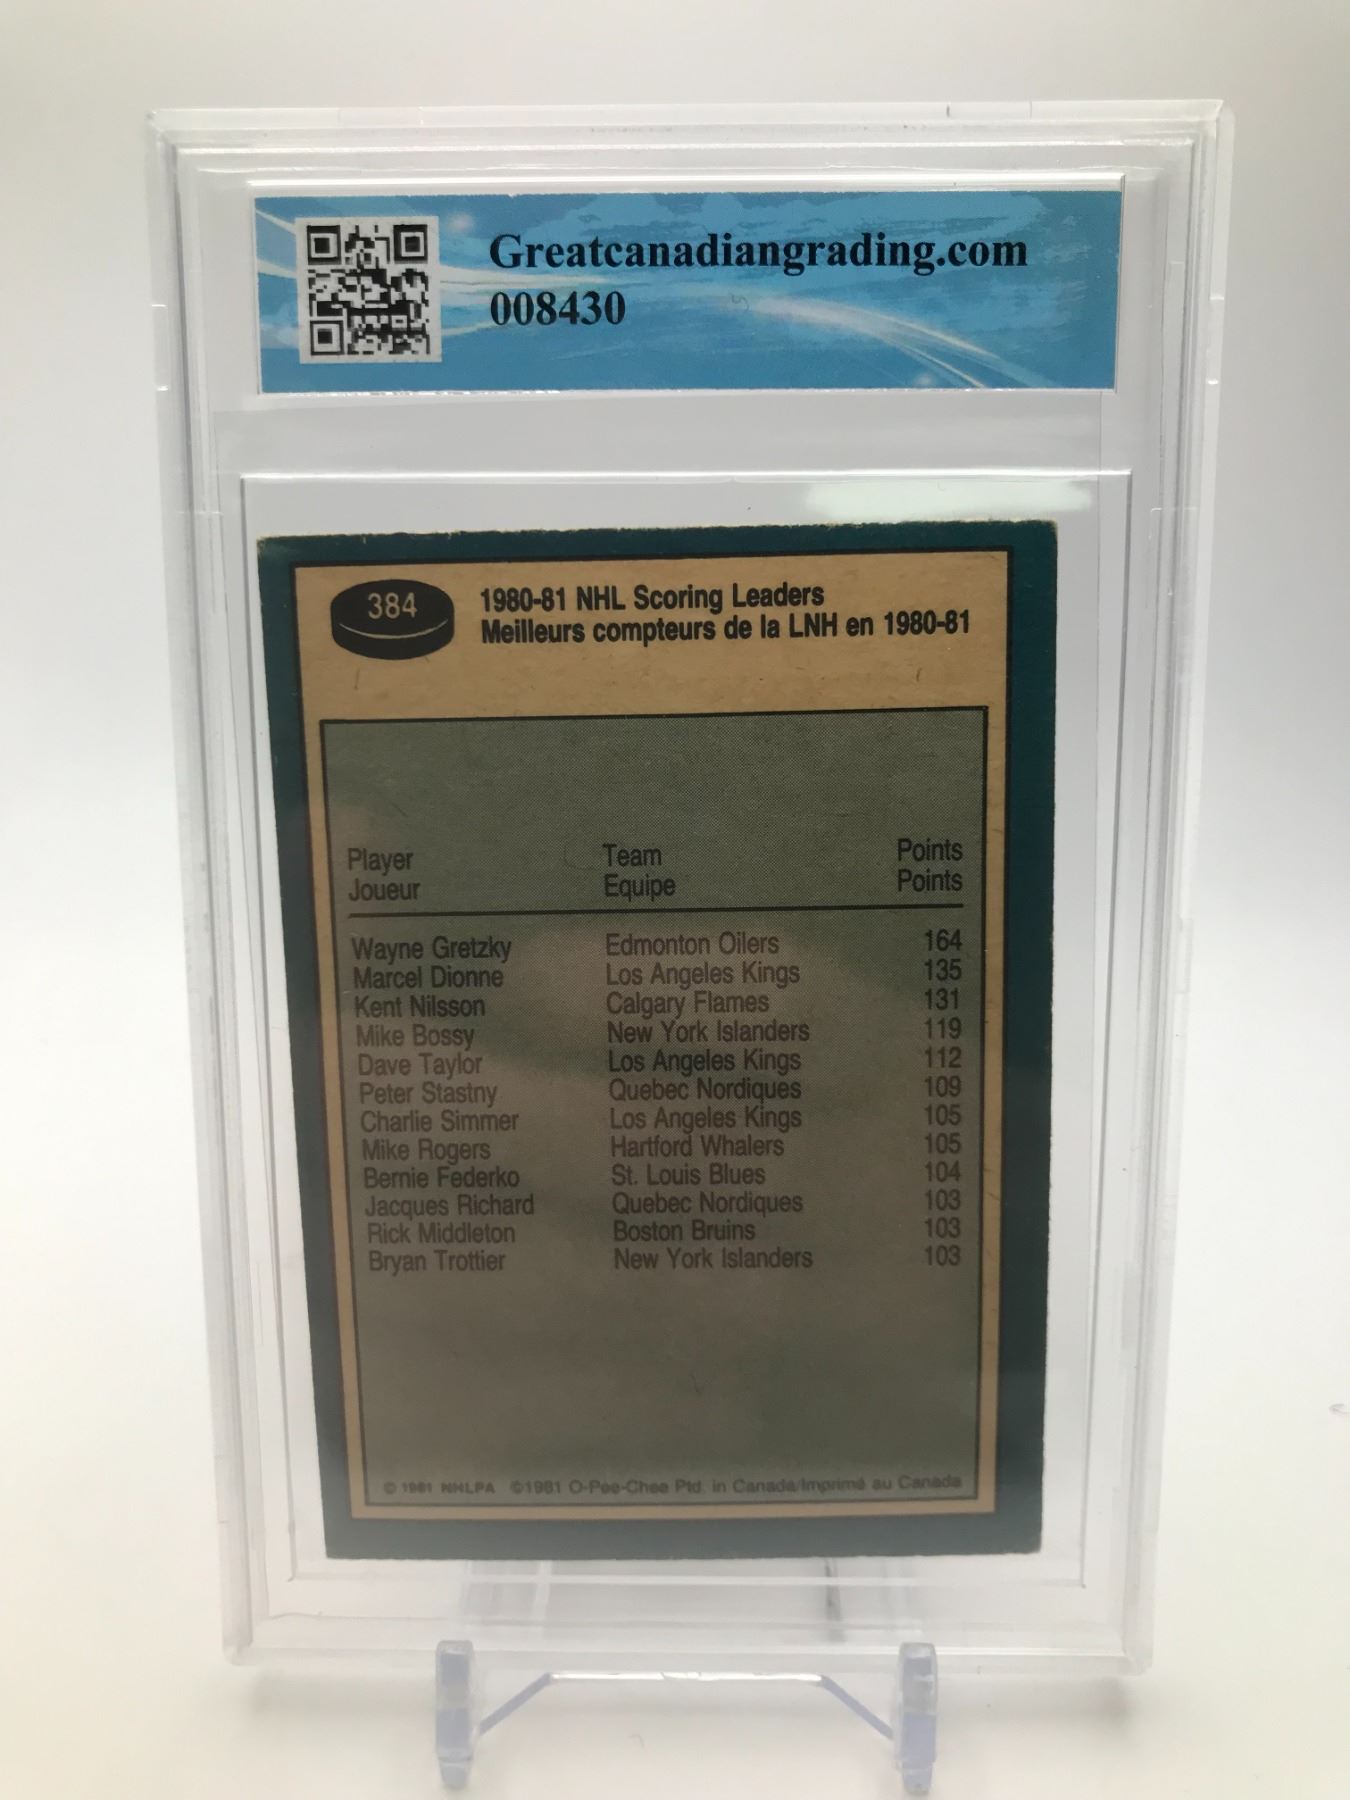 Greatcanadiangrading.com
008430
384
1980-81 NHL Scoring Leaders
Meilleurs compteurs de la LNH en 1980-81
Player Team Points
Joueur Equipe Points
Wayne Gretzky Edmonton Oilers 164
Marcel Dionne Los Angeles Kings 135
Kent Nilsson Calgary Flames 131
Mike Bossy New York Islanders 119
Dave Taylor Los Angeles Kings 112
Peter Stastny Quebec Nordiques 109
Charlie Simmer Los Angeles Kings 105
Mike Rogers Hartford Whalers 105
Bernie Federko St. Louis Blues 104
Jacques Richard Quebec Nordiques 103
Rick Middleton Boston Bruins 103
Bryan Trottier New York Islanders 103
© 1981 NHLPA ©1981 O-Pee-Chee Ptd. in Canada/Imprimé au Canada